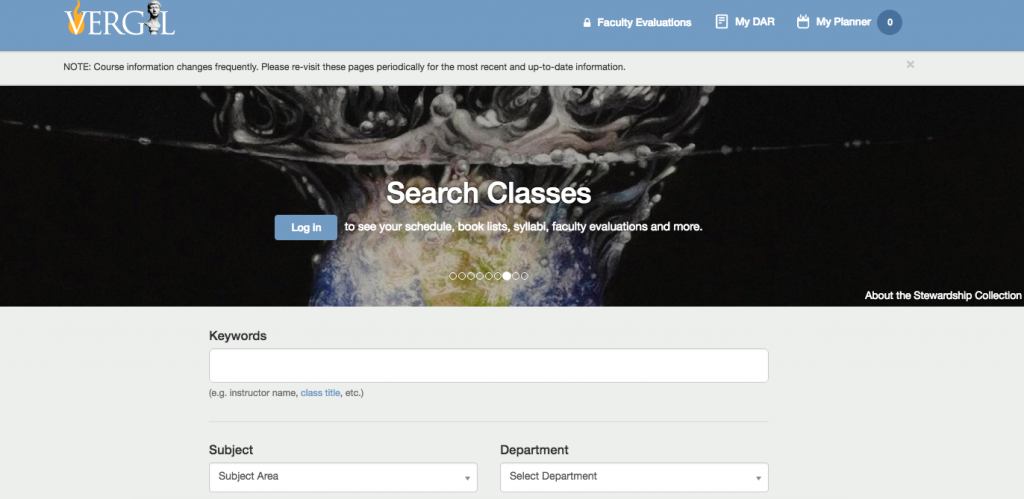 VERGIL
Faculty Evaluations
My DAR
My Planner
0
NOTE: Course information changes frequently. Please re-visit these pages periodically for the most recent and up-to-date information.
×
Search Classes
Log In to see your schedule, book lists, syllabi, faculty evaluations and more.
About the Stewardship Collection
Keywords
(e.g. instructor name, class title, etc.)
Subject
Department
Subject Area
Select Department